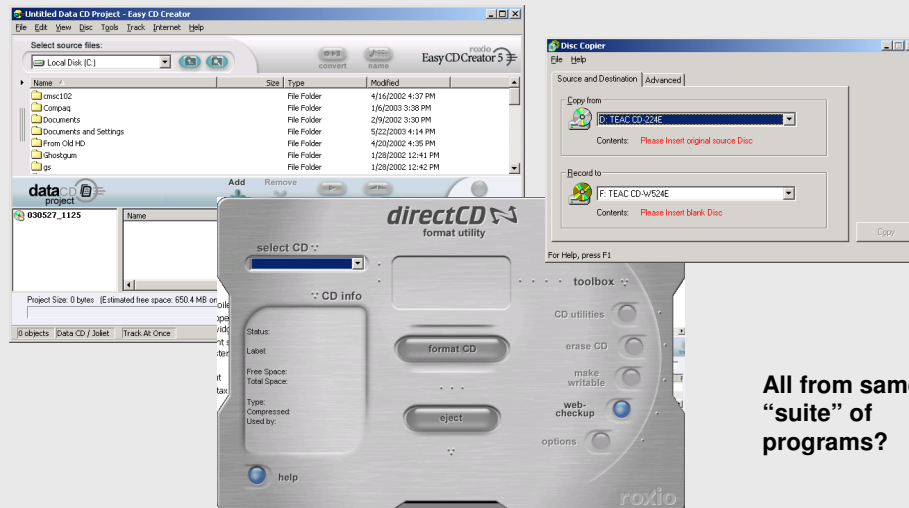 Untitled Data CD Project - Easy CD Creator
File Edit View Disc Tools Track Internet Help
Select source files:
Local Disk (C:)
convert
name
roxio
Easy CD Creator 5
Name Size Type Modified
cmsc102 File Folder 4/16/2002 4:37 PM
Compaq File Folder 1/6/2003 3:38 PM
Documents File Folder 2/9/2002 3:30 PM
Documents and Settings File Folder 5/22/2003 4:14 PM
From Old HD File Folder 4/20/2002 4:35 PM
Ghostgum File Folder 1/28/2002 12:41 PM
gs File Folder 1/28/2002 12:42 PM
datacd
project
Add Remove
030527_1125
Name
Project Size: 0 bytes (Estimated free space: 650.4 MB on
0 objects Data CD / Joliet Track At Once
Disc Copier
File Help
Source and Destination Advanced
Copy from
D: TEAC CD-224E
Contents: Please Insert original source Disc
Record to
F: TEAC CD-W524E
Contents: Please Insert blank Disc
Copy
For Help, press F1
directCD
format utility
select CD
CD info
Status:
Label:
Free Space:
Total Space:
Type:
Compressed:
Used by:
help
format CD
eject
toolbox
CD utilities
erase CD
make
writable
web-
checkup
options
roxio
All from same
"suite" of
programs?